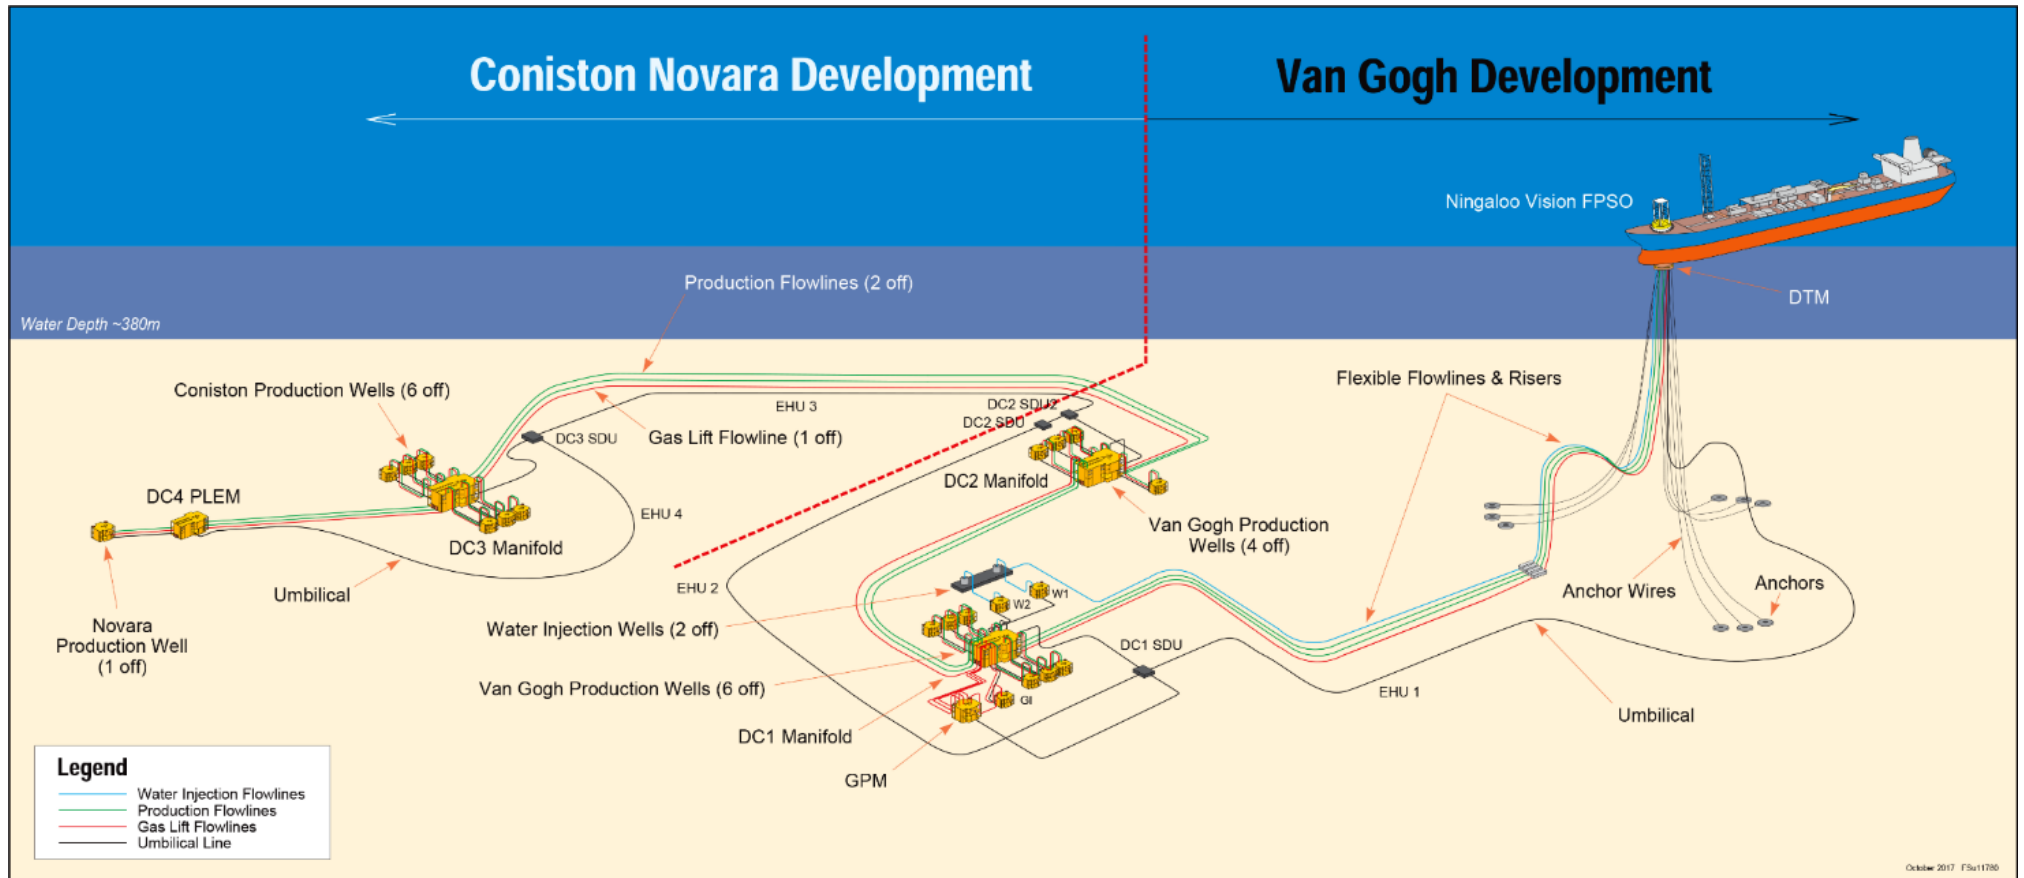 Coniston Novara Development
Van Gogh Development
Ningaloo Vision FPSO
DTM
Water Depth ~380m
Production Flowlines (2 off)
Coniston Production Wells (6 off)
Flexible Flowlines & Risers
EHU 3
DC2 SDU2
DC2 SDU
DC3 SDU
Gas Lift Flowline (1 off)
DC2 Manifold
DC4 PLEM
EHU 4
DC3 Manifold
Van Gogh Production
Wells (4 off)
Umbilical
EHU 2
Anchor Wires
Anchors
W1
W2
Novara
Production Well
(1 off)
Water Injection Wells (2 off)
DC1 SDU
Van Gogh Production Wells (6 off)
GI
EHU 1
Umbilical
DC1 Manifold
GPM
Legend
Water Injection Flowlines
Production Flowlines
Gas Lift Flowlines
Umbilical Line
October 2017 FSu11780